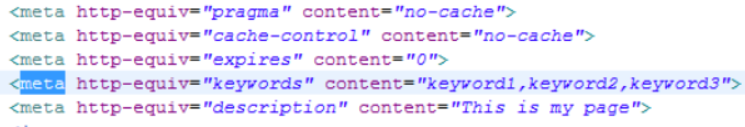 <meta http-equiv="pragma" content="no-cache">
<meta http-equiv="cache-control" content="no-cache">
<meta http-equiv="expires" content="0">
<meta http-equiv="keywords" content="keyword1,keyword2,keyword3">
<meta http-equiv="description" content="This is my page">